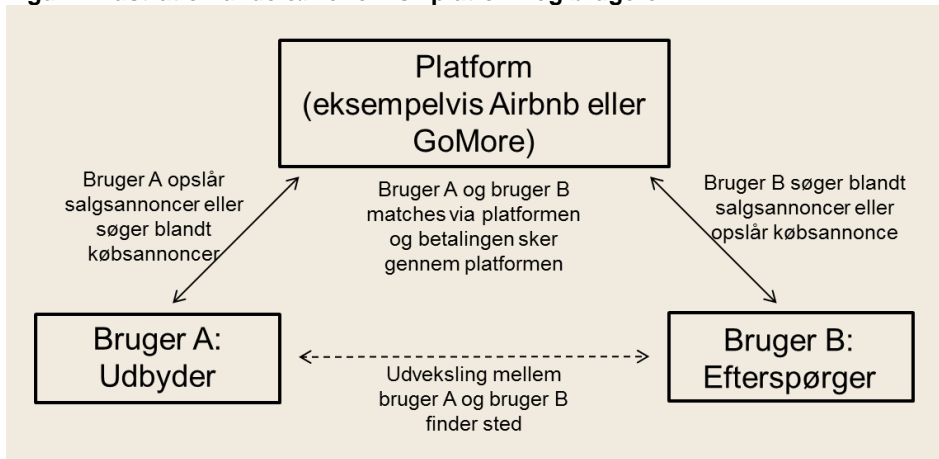 Platform
(eksempelvis Airbnb eller
GoMore)
Bruger A opslår
salgsannoncer eller
søger blandt
købsannoncer
Bruger A og bruger B
matches via platformen
og betalingen sker
gennem platformen
Bruger B søger blandt
salgsannoncer eller
opslår købsannonce
Bruger A:
Udbyder
Udveksling mellem
bruger A og bruger B
finder sted
Bruger B:
Efterspørger